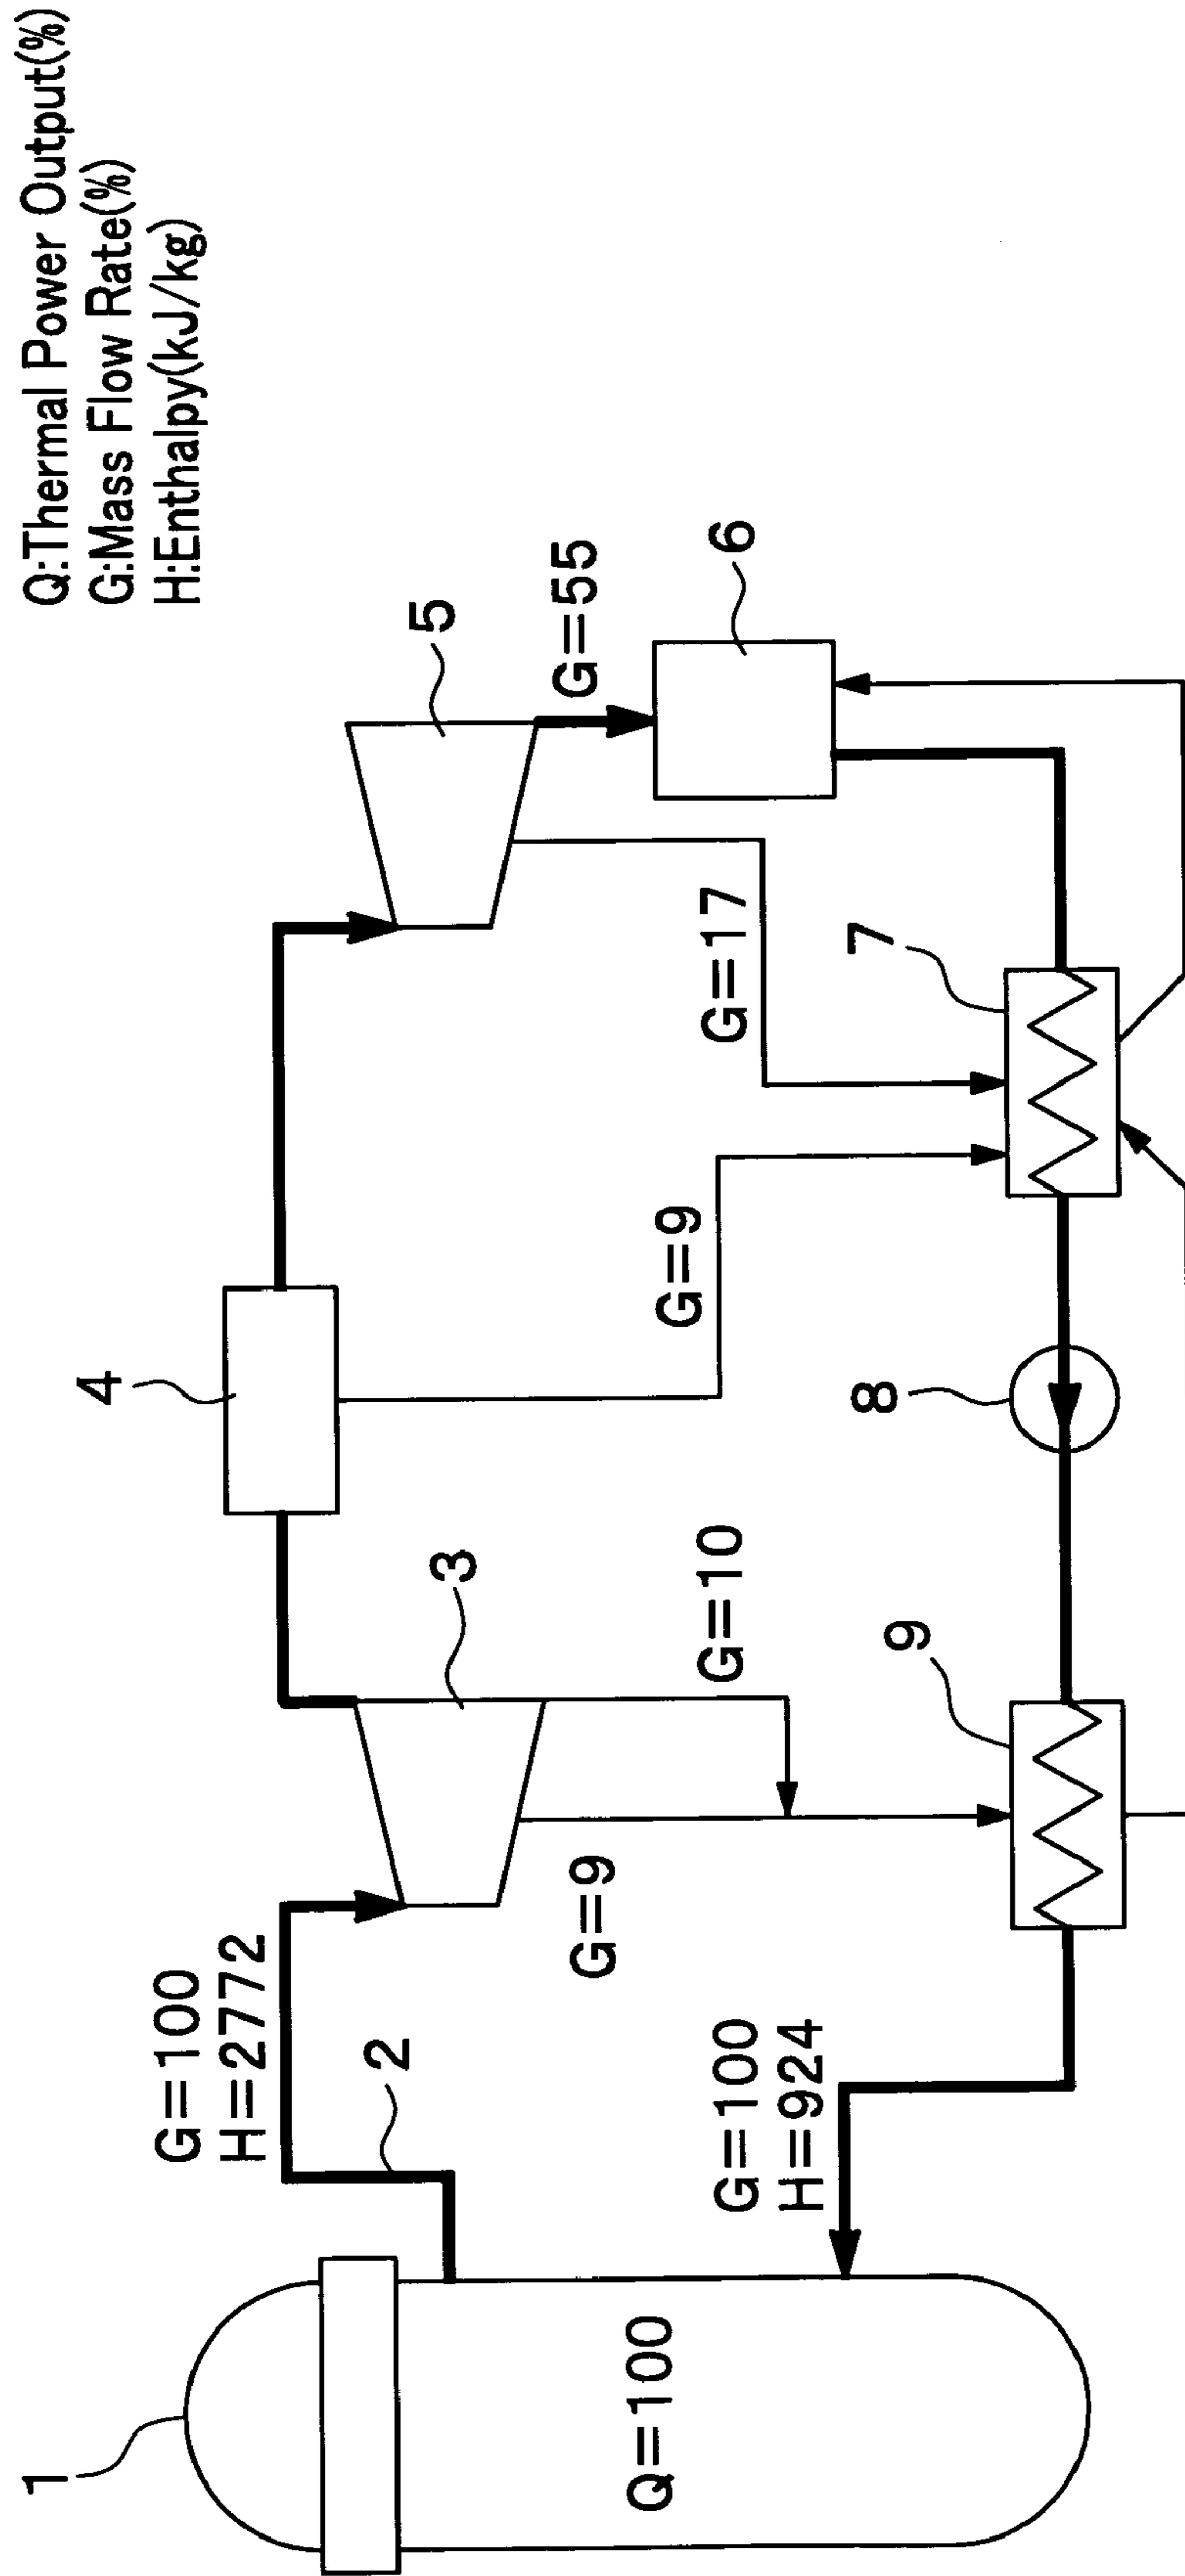 Q:Thermal Power Output(%)
G:Mass Flow Rate(%)
H:Enthalpy(kJ/kg)
1
Q=100
2
G=100
H=2772
3
G=9
G=10
4
G=9
5
G=17
G=55
6
7
8
9
G=100
H=924